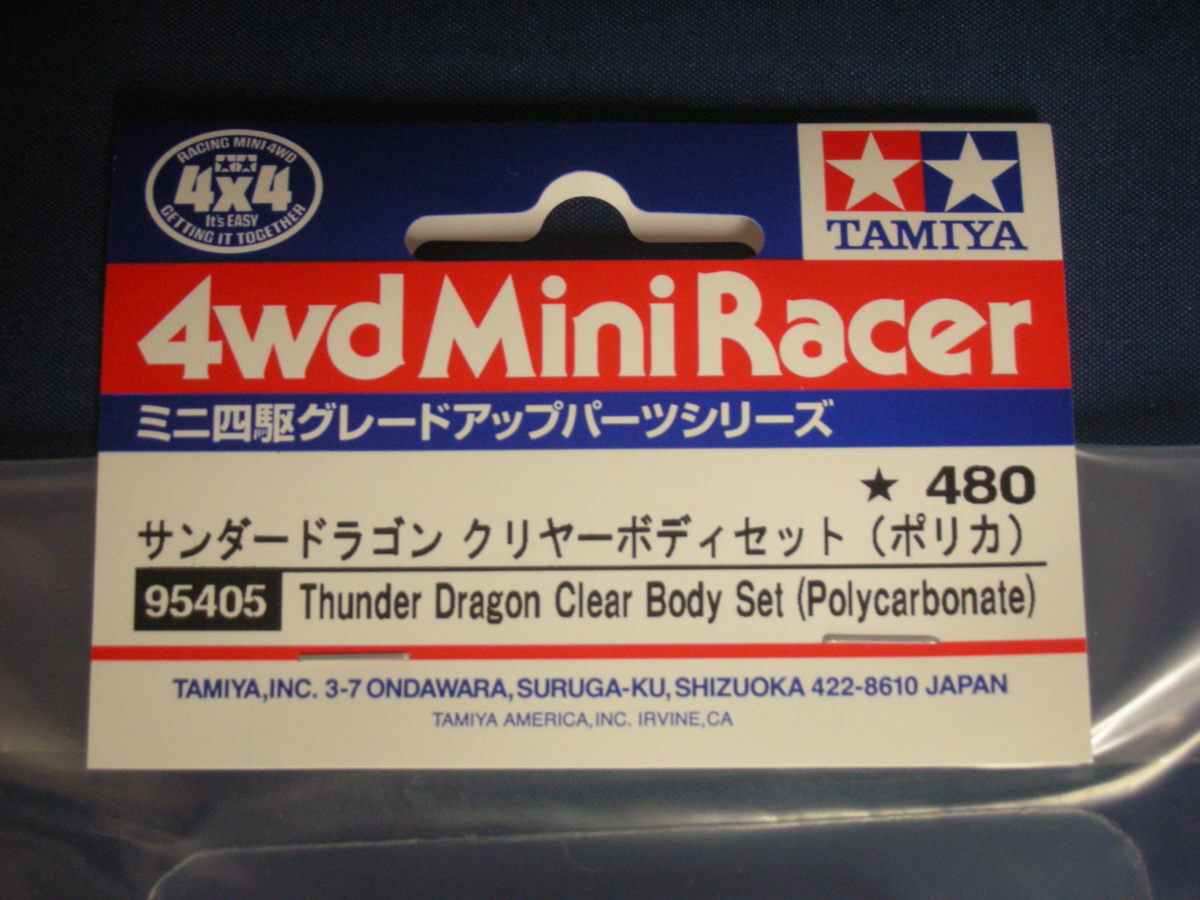 RACING MINI 4WD
4x4
It's EASY
GETTING IT TOGETHER
TAMIYA
4wd Mini Racer
ミニ四駆グレードアップパーツシリーズ
★ 480
サンダードラゴン クリヤーボディセット（ポリカ）
95405 Thunder Dragon Clear Body Set (Polycarbonate)
TAMIYA,INC. 3-7 ONDAWARA,SURUGA-KU,SHIZUOKA 422-8610 JAPAN
TAMIYA AMERICA,INC. IRVINE,CA